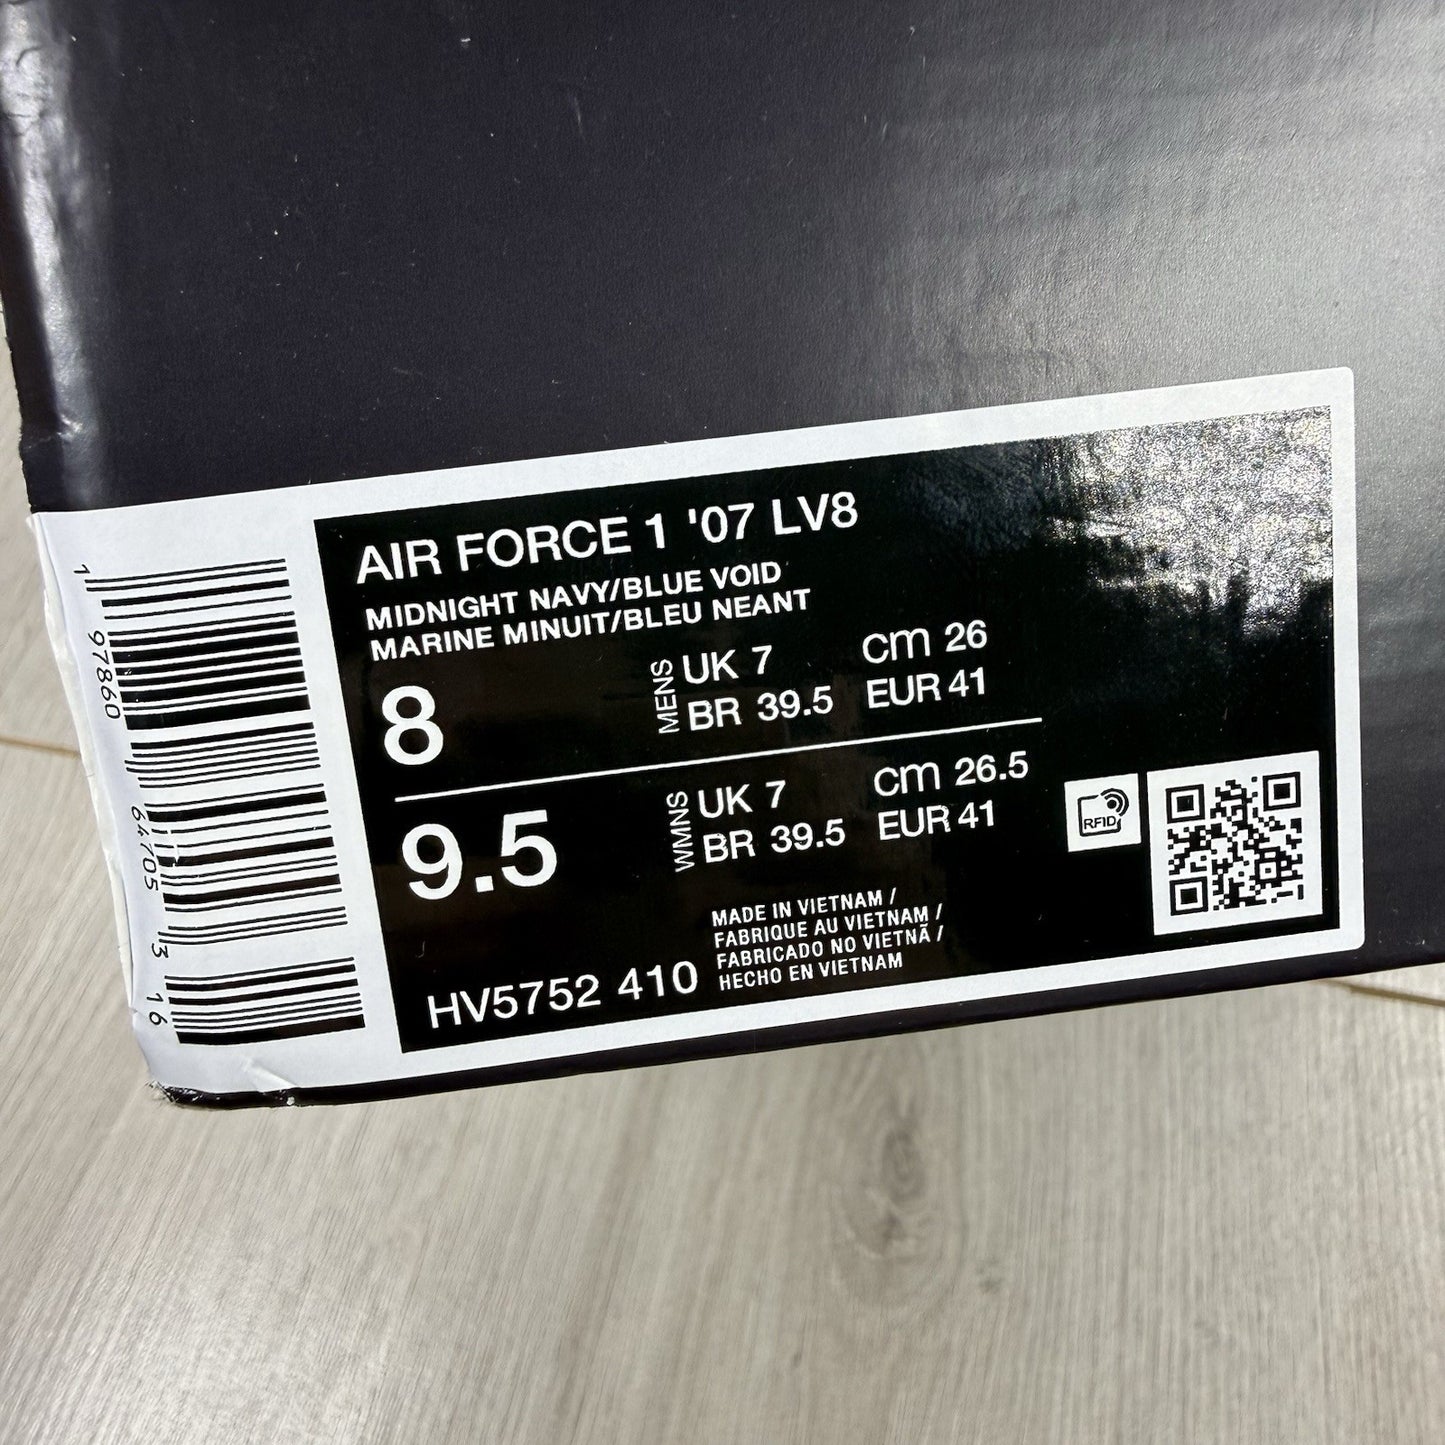 AIR FORCE 1 '07 LV8
MIDNIGHT NAVY/BLUE VOID
MARINE MINUIT/BLEU NEANT
8
MENS
UK 7
cm 26
BR 39.5
EUR 41
9.5
WMNS
UK 7
cm 26.5
BR 39.5
EUR 41
RFID
MADE IN VIETNAM /
FABRIQUE AU VIETNAM /
FABRICADO NO VIETNÃ /
HECHO EN VIETNAM
HV5752 410
1 97860 64705 3 16